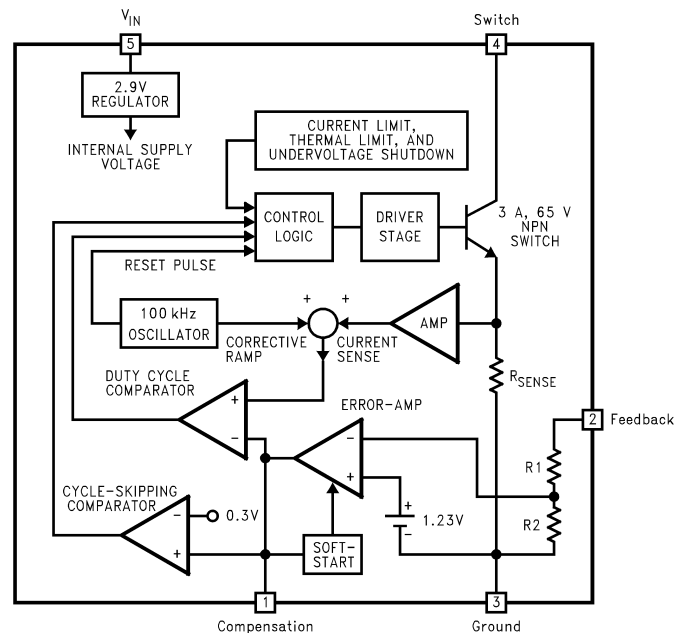 V_IN
Switch
5
4
2.9V
REGULATOR
INTERNAL SUPPLY
VOLTAGE
CURRENT LIMIT,
THERMAL LIMIT, AND
UNDERVOLTAGE SHUTDOWN
CONTROL
LOGIC
DRIVER
STAGE
3 A, 65 V
NPN
SWITCH
RESET PULSE
100 kHz
OSCILLATOR
+
+
CORRECTIVE
RAMP
CURRENT
SENSE
AMP
R_SENSE
DUTY CYCLE
COMPARATOR
+
−
ERROR-AMP
−
+
2
Feedback
R1
R2
CYCLE-SKIPPING
COMPARATOR
−
+
0.3V
SOFT-
START
+
−
1.23V
1
3
Compensation
Ground